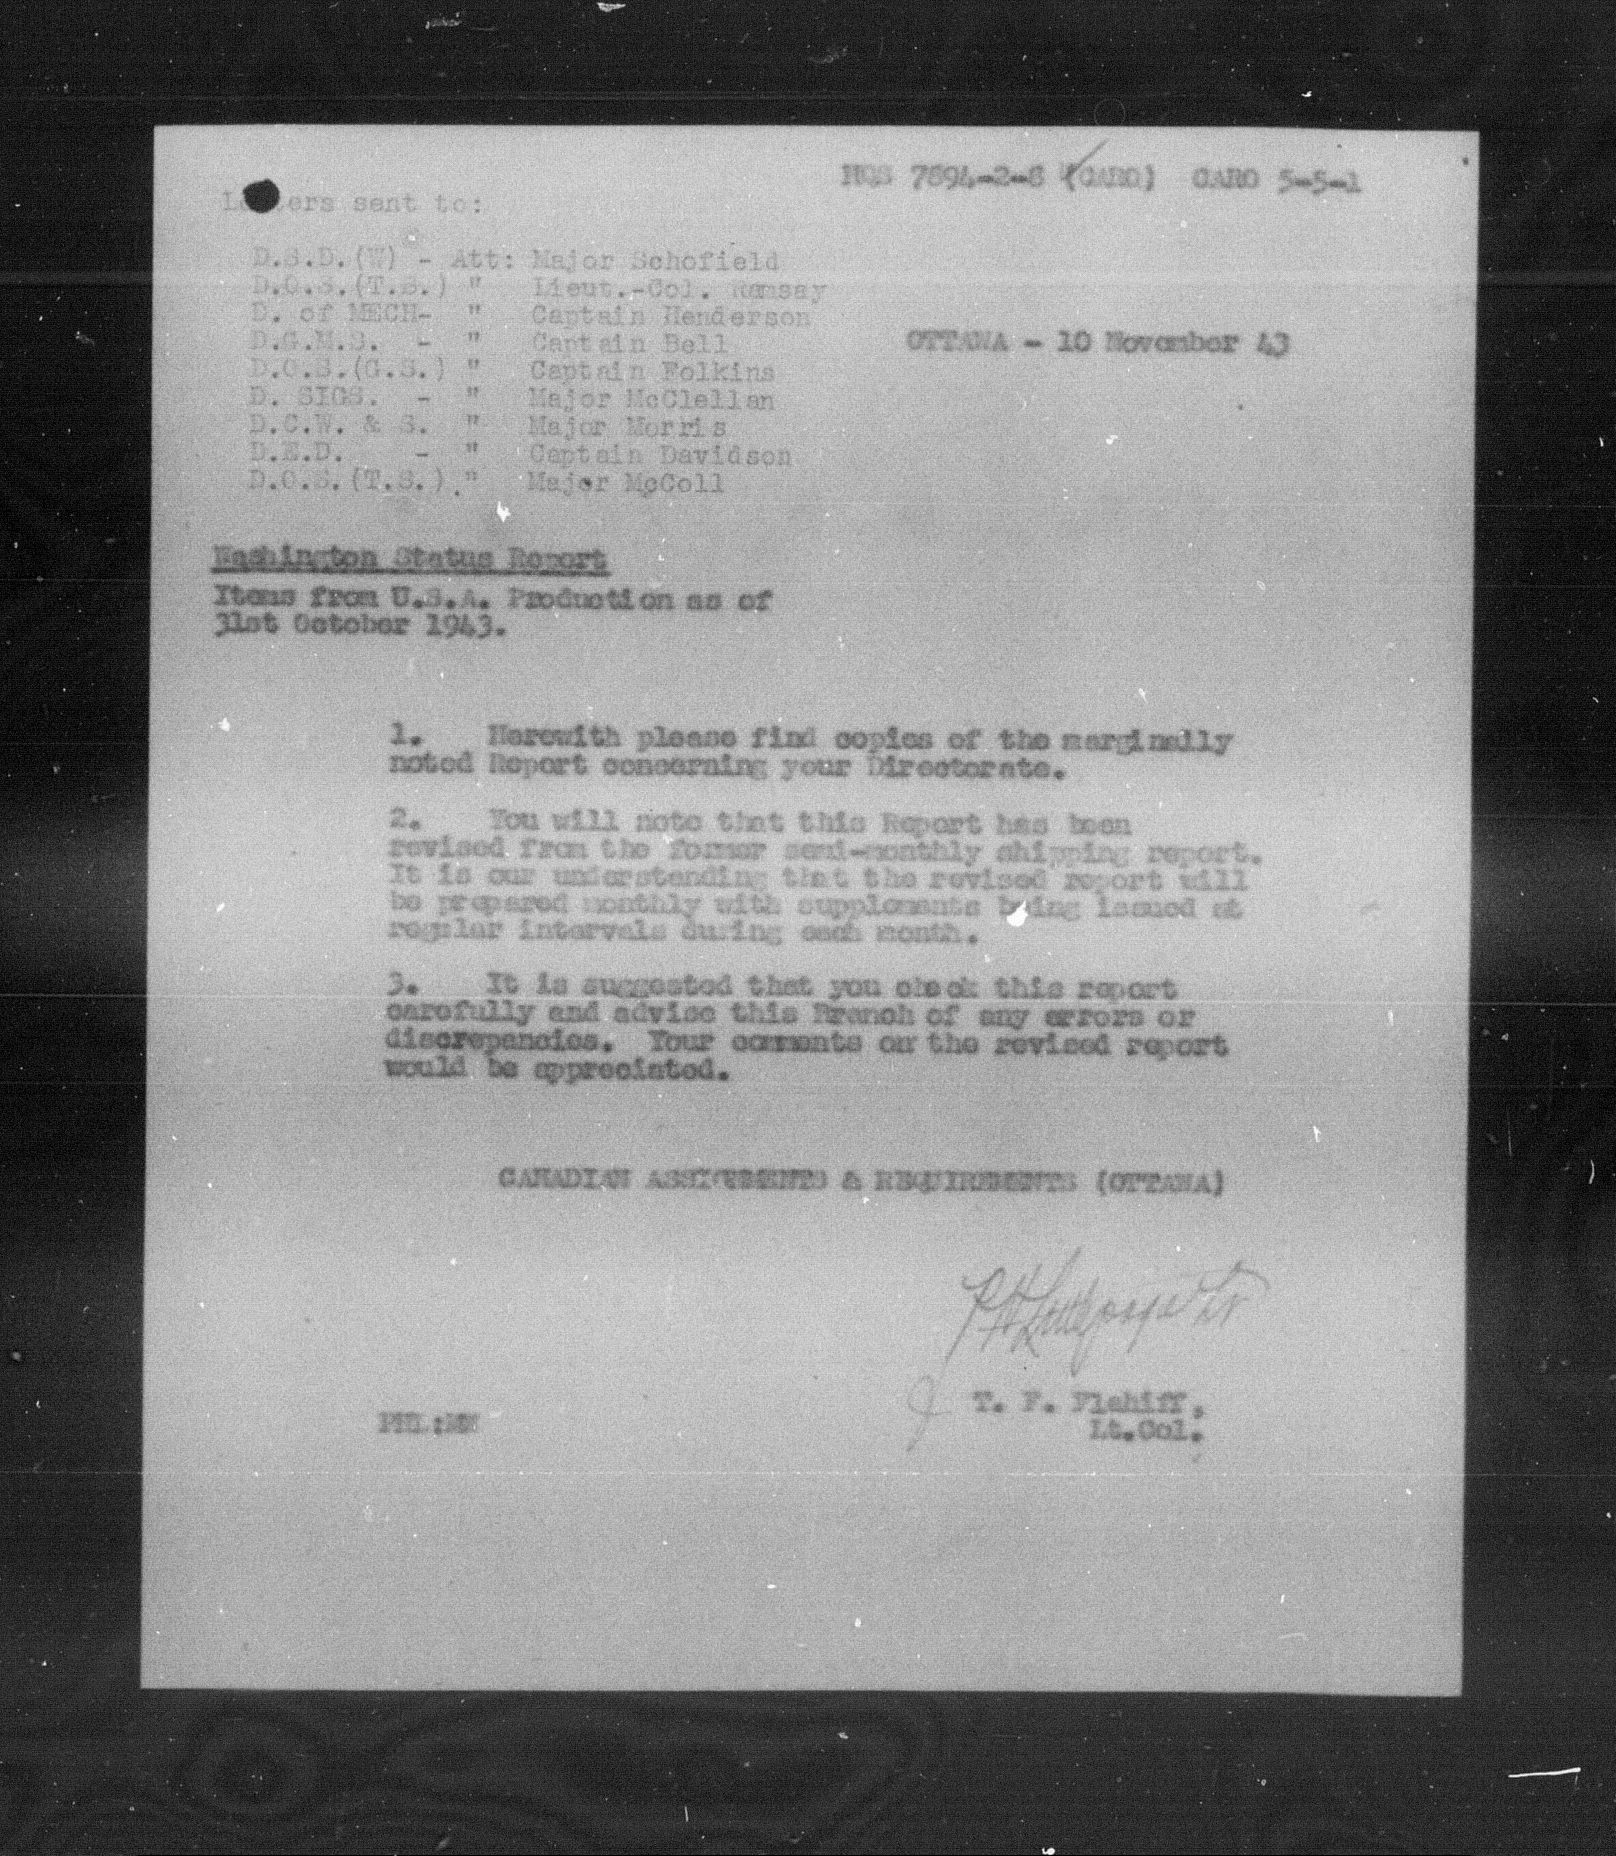 HQS 7894-2-8 (CARO) CARO 5-5-1
Letters sent to:
D.S.D.(W) - Att: Major Schofield
D.O.S.(T.S.) " Lieut.-Col. Ramsay
D. of MECH- " Captain Henderson
D.G.M.S. - " Captain Bell
D.O.S.(G.S.) " Captain Folkins
D. SIGS. - " Major McClellan
D.C.W. & S. " Major Morris
D.E.D. - " Captain Davidson
D.O.S.(T.S.) " Major McColl
OTTAWA - 10 November 43
Washington Status Report
Items from U.S.A. Production as of
31st October 1943.
1. Herewith please find copies of the marginally
noted Report concerning your Directorate.
2. You will note that this Report has been
revised from the former semi-monthly shipping report.
It is our understanding that the revised report will
be prepared monthly with supplements being issued at
regular intervals during each month.
3. It is suggested that you check this report
carefully and advise this Branch of any errors or
discrepancies. Your comments on the revised report
would be appreciated.
CANADIAN ASSIGNMENTS & REQUIREMENTS (OTTAWA)
T. F. Flahiff,
Lt.Col.
PHL:MM